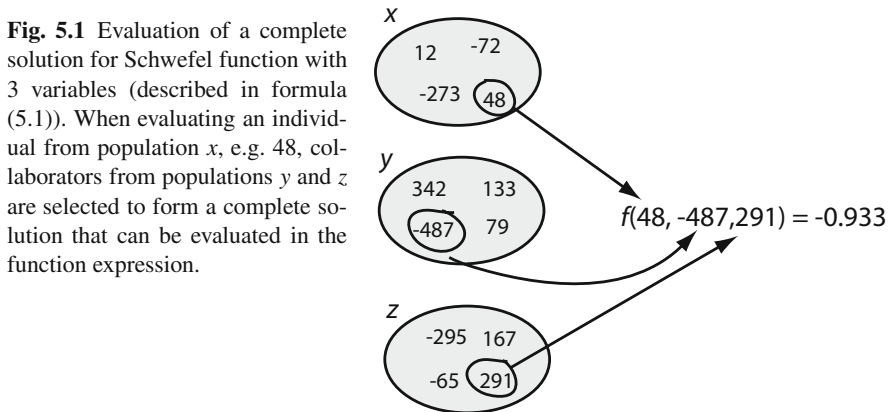 Fig. 5.1 Evaluation of a complete
solution for Schwefel function with
3 variables (described in formula
(5.1)). When evaluating an individ-
ual from population x, e.g. 48, col-
laborators from populations y and z
are selected to form a complete so-
lution that can be evaluated in the
function expression.
x
12 -72
-273 48
y
342 133
-487 79
f(48, -487,291) = -0.933
z
-295 167
-65 291